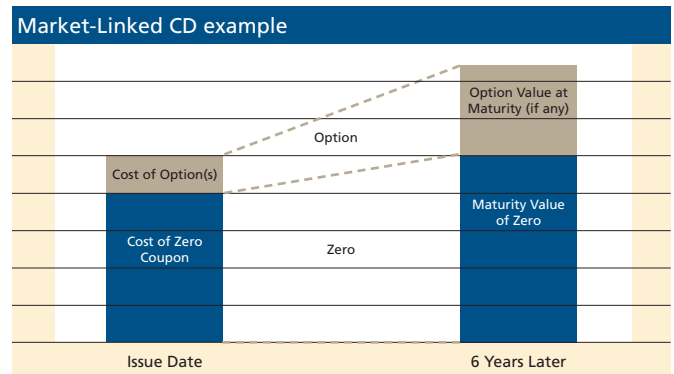 Market-Linked CD example
Option Value at
Maturity (if any)
Option
Cost of Option(s)
Maturity Value
of Zero
Cost of Zero
Coupon
Zero
Issue Date
6 Years Later